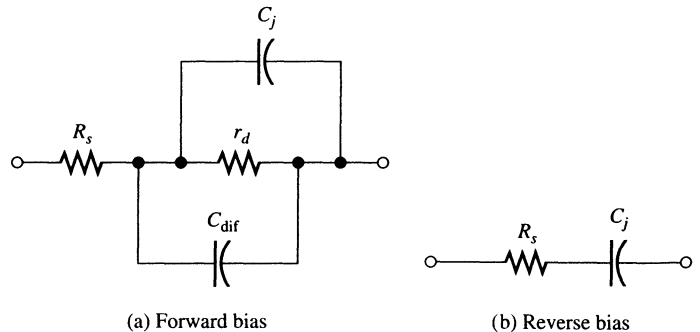 C_j
R_s
r_d
C_dif
(a) Forward bias
R_s
C_j
(b) Reverse bias